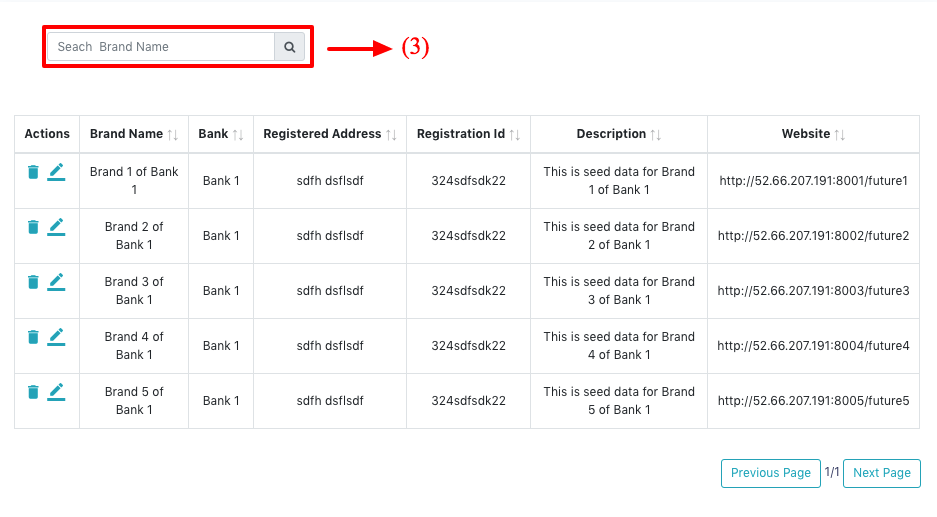 Seach  Brand Name
(3)
Actions Brand Name Bank Registered Address Registration Id Description Website
Brand 1 of Bank
1
Bank 1
sdfh dsflsdf
324sdfsdk22
This is seed data for Brand
1 of Bank 1
http://52.66.207.191:8001/future1
Brand 2 of
Bank 1
Bank 1
sdfh dsflsdf
324sdfsdk22
This is seed data for Brand
2 of Bank 1
http://52.66.207.191:8002/future2
Brand 3 of
Bank 1
Bank 1
sdfh dsflsdf
324sdfsdk22
This is seed data for Brand
3 of Bank 1
http://52.66.207.191:8003/future3
Brand 4 of
Bank 1
Bank 1
sdfh dsflsdf
324sdfsdk22
This is seed data for Brand
4 of Bank 1
http://52.66.207.191:8004/future4
Brand 5 of
Bank 1
Bank 1
sdfh dsflsdf
324sdfsdk22
This is seed data for Brand
5 of Bank 1
http://52.66.207.191:8005/future5
Previous Page 1/1 Next Page